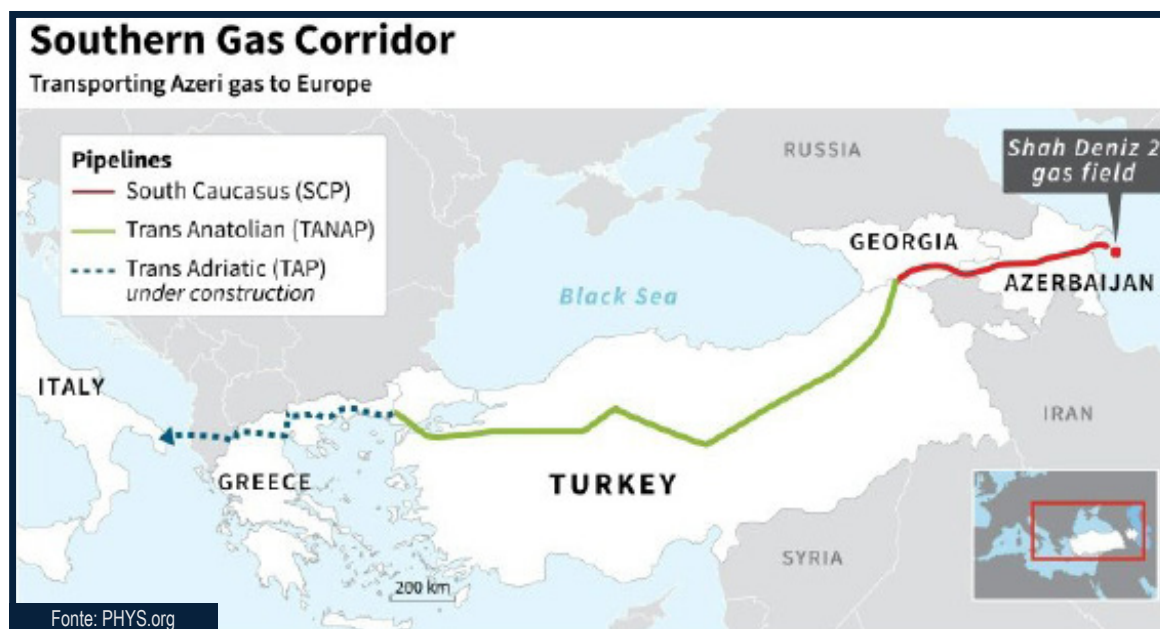 Southern Gas Corridor
Transporting Azeri gas to Europe
Pipelines
South Caucasus (SCP)
Trans Anatolian (TANAP)
Trans Adriatic (TAP)
under construction
RUSSIA
Shah Deniz 2
gas field
GEORGIA
AZERBAIJAN
Black Sea
ITALY
IRAN
GREECE
TURKEY
SYRIA
200 km
Fonte: PHYS.org